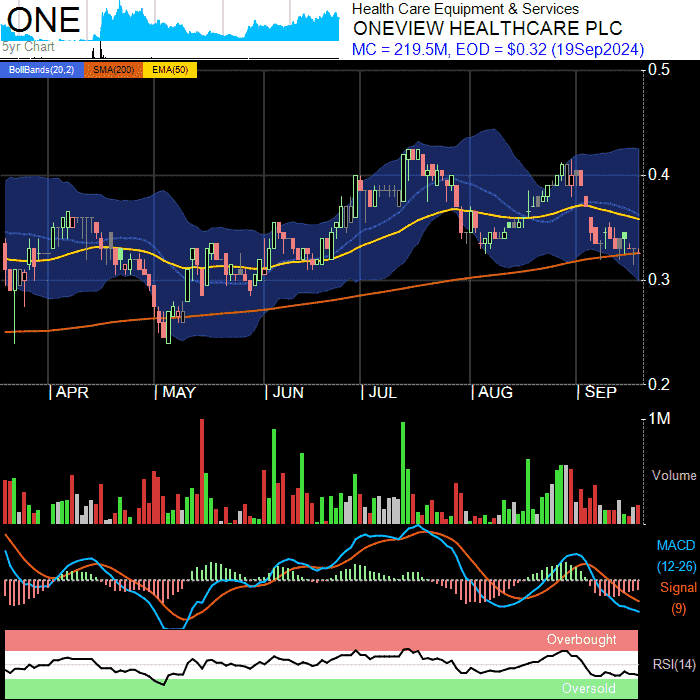 ONE
5yr Chart
Health Care Equipment & Services
ONEVIEW HEALTHCARE PLC
MC = 219.5M, EOD = $0.32 (19Sep2024)
BollBands(20,2) SMA(200) EMA(50)
0.5
0.4
0.3
0.2
APR MAY JUN JUL AUG SEP
1M
Volume
MACD
(12-26)
Signal
(9)
Overbought
RSI(14)
Oversold